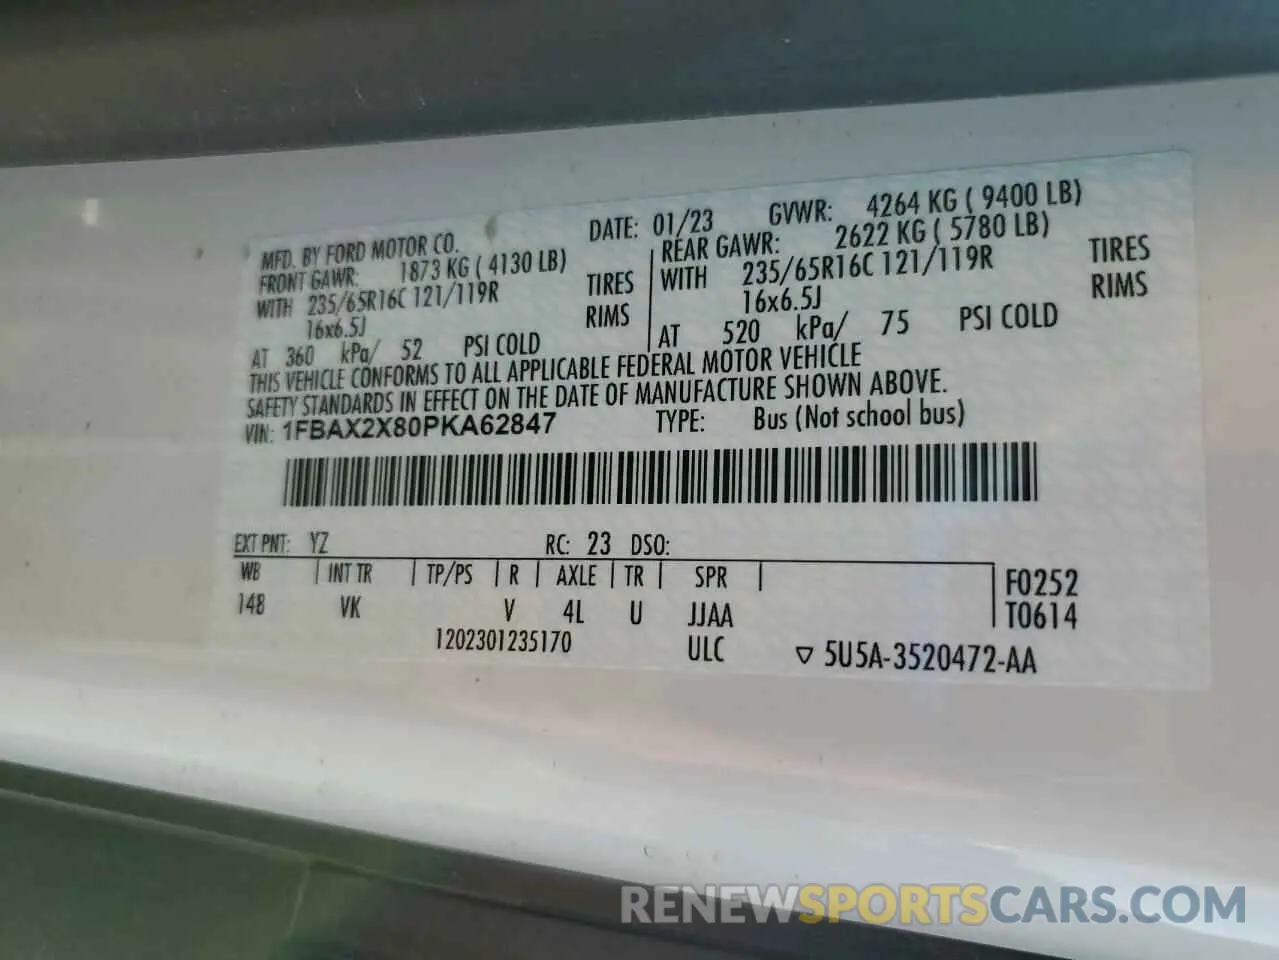 MFD. BY FORD MOTOR CO. DATE: 01/23 GVWR: 4264 KG ( 9400 LB)
FRONT GAWR: 1873 KG ( 4130 LB) REAR GAWR: 2622 KG ( 5780 LB)
WITH 235/65R16C 121/119R TIRES WITH 235/65R16C 121/119R TIRES
16x6.5J RIMS 16x6.5J RIMS
AT 360 kPa/ 52 PSI COLD AT 520 kPa/ 75 PSI COLD
THIS VEHICLE CONFORMS TO ALL APPLICABLE FEDERAL MOTOR VEHICLE
SAFETY STANDARDS IN EFFECT ON THE DATE OF MANUFACTURE SHOWN ABOVE.
VIN: 1FBAX2X80PKA62847 TYPE: Bus (Not school bus)
EXT PNT: YZ RC: 23 DSO:
WB | INT TR | TP/PS | R | AXLE | TR | SPR | F0252
148 VK V 4L U JJAA T0614
1202301235170 ULC ▽ 5U5A-3520472-AA
RENEWSPORTSCARS.COM